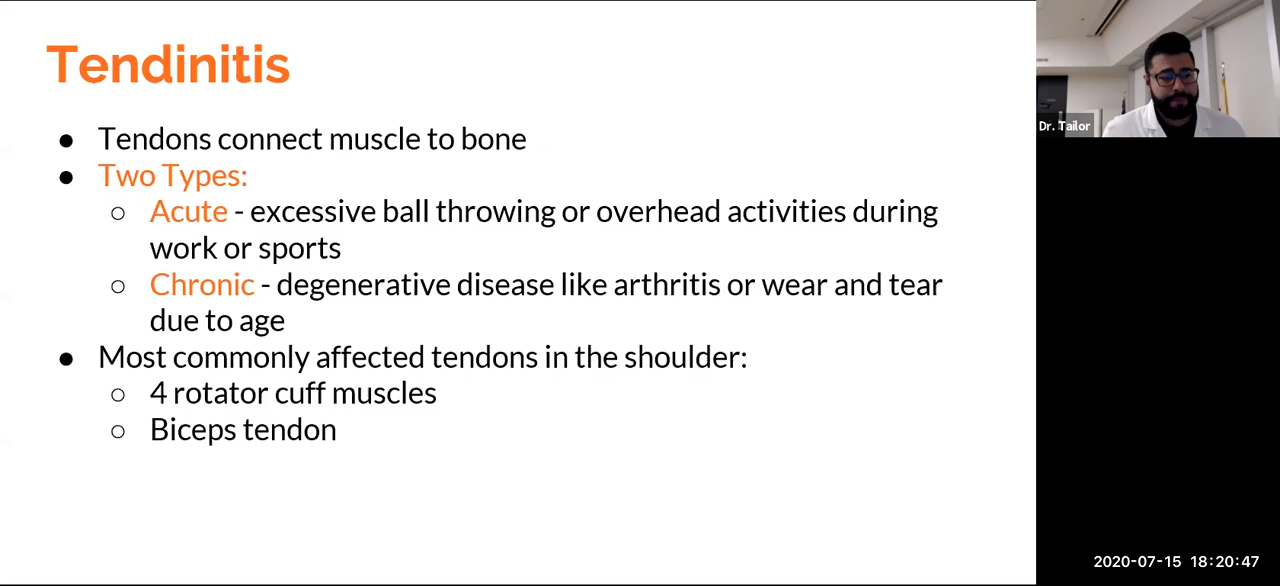 Tendinitis
● Tendons connect muscle to bone
● Two Types:
○ Acute - excessive ball throwing or overhead activities during
work or sports
○ Chronic - degenerative disease like arthritis or wear and tear
due to age
● Most commonly affected tendons in the shoulder:
○ 4 rotator cuff muscles
○ Biceps tendon
Dr. Tailor
2020-07-15 18:20:47